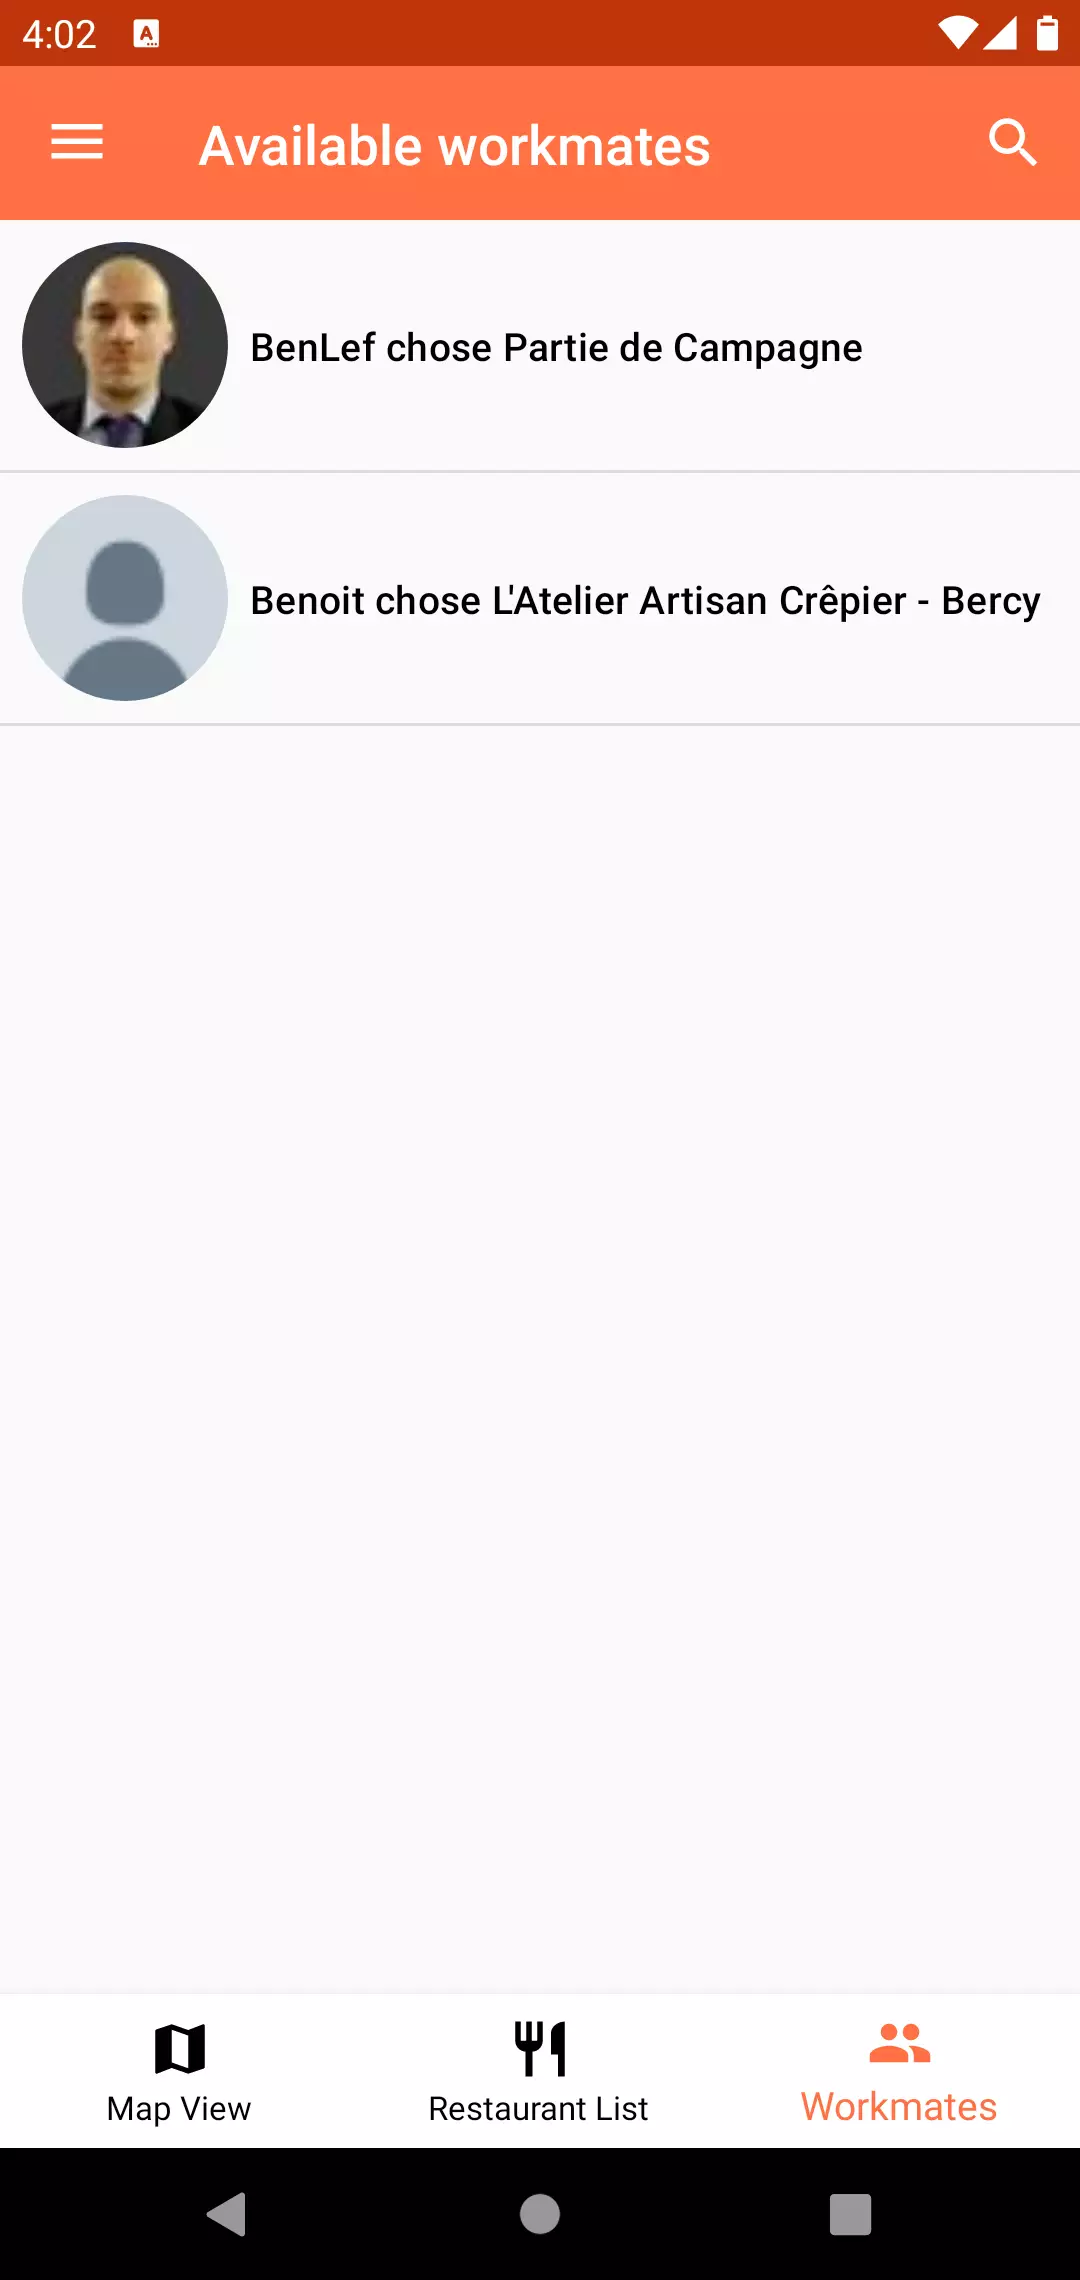 4:02
Available workmates
BenLef chose Partie de Campagne
Benoit chose L'Atelier Artisan Crêpier - Bercy
Map View
Restaurant List
Workmates